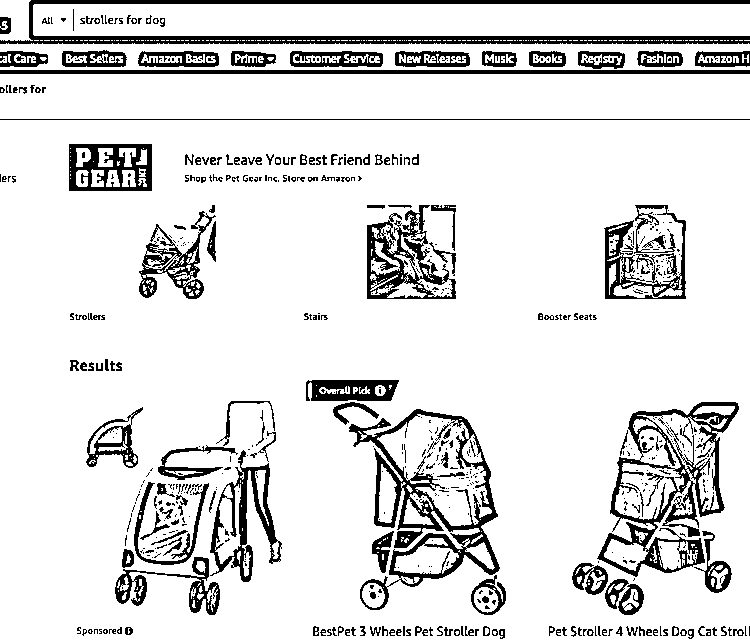 All strollers for dog
Best Sellers Amazon Basics Prime Customer Service New Releases Music Books Registry Fashion Amazon H
ollers for
PET GEAR INC.
Never Leave Your Best Friend Behind
Shop the Pet Gear Inc. Store on Amazon ›
Strollers Stairs Booster Seats
Results
Overall Pick
Sponsored
BestPet 3 Wheels Pet Stroller Dog
Pet Stroller 4 Wheels Dog Cat Stroll